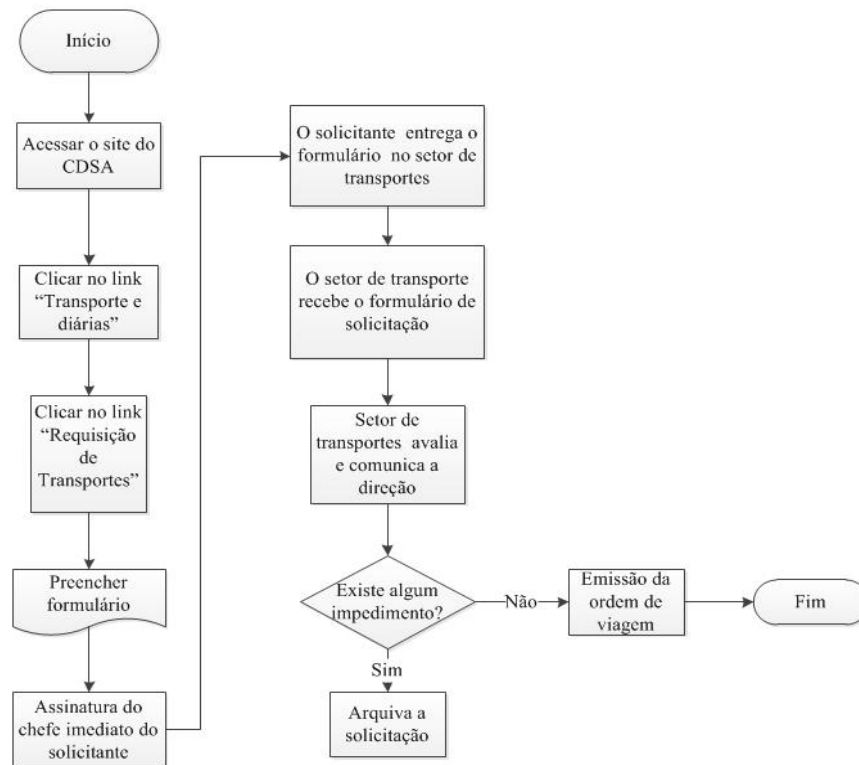 Início
Acessar o site do
CDSA
Clicar no link
“Transporte e
diárias”
Clicar no link
“Requisição
de
Transportes”
Preencher
formulário
Assinatura do
chefe imediato do
solicitante
O solicitante entrega o
formulário no setor de
transportes
O setor de transporte
recebe o formulário de
solicitação
Setor de
transportes avalia
e comunica a
direção
Existe algum
impedimento?
Não
Emissão da
ordem de
viagem
Fim
Sim
Arquiva a
solicitação